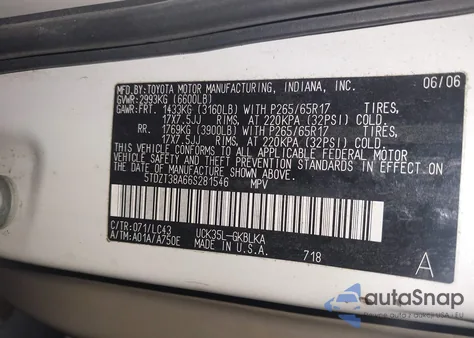 MFD.BY:TOYOTA MOTOR MANUFACTURING, INDIANA, INC. 06/06
GVWR:2993KG (6600LB)
GAWR:FRT. 1433KG (3160LB) WITH P265/65R17 TIRES,
17X7.5JJ RIMS, AT 220KPA (32PSI) COLD.
RR. 1769KG (3900LB) WITH P265/65R17 TIRES,
17X7.5JJ RIMS, AT 220KPA (32PSI) COLD.
THIS VEHICLE CONFORMS TO ALL APPLICABLE FEDERAL MOTOR
VEHICLE SAFETY AND THEFT PREVENTION STANDARDS IN EFFECT
ON THE DATE OF MANUFACTURE SHOWN ABOVE.
5TDZT38A66S281546 MPV
C/TR:071/LC43 UCK35L-GKBLKA
A/TM:A01A/A750E MADE IN U.S.A. 718 A
autoSnap